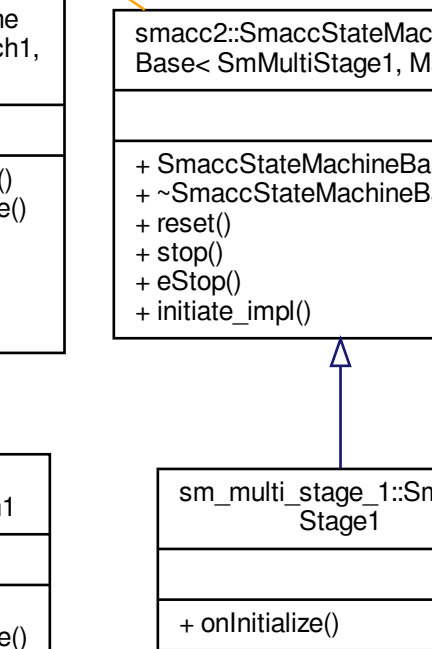 ne
ch1,
()
e()
smacc2::SmaccStateMac
Base< SmMultiStage1, M
+ SmaccStateMachineBa
+ ~SmaccStateMachineB
+ reset()
+ stop()
+ eStop()
+ initiate_impl()
1
e()
sm_multi_stage_1::Sm
Stage1
+ onInitialize()